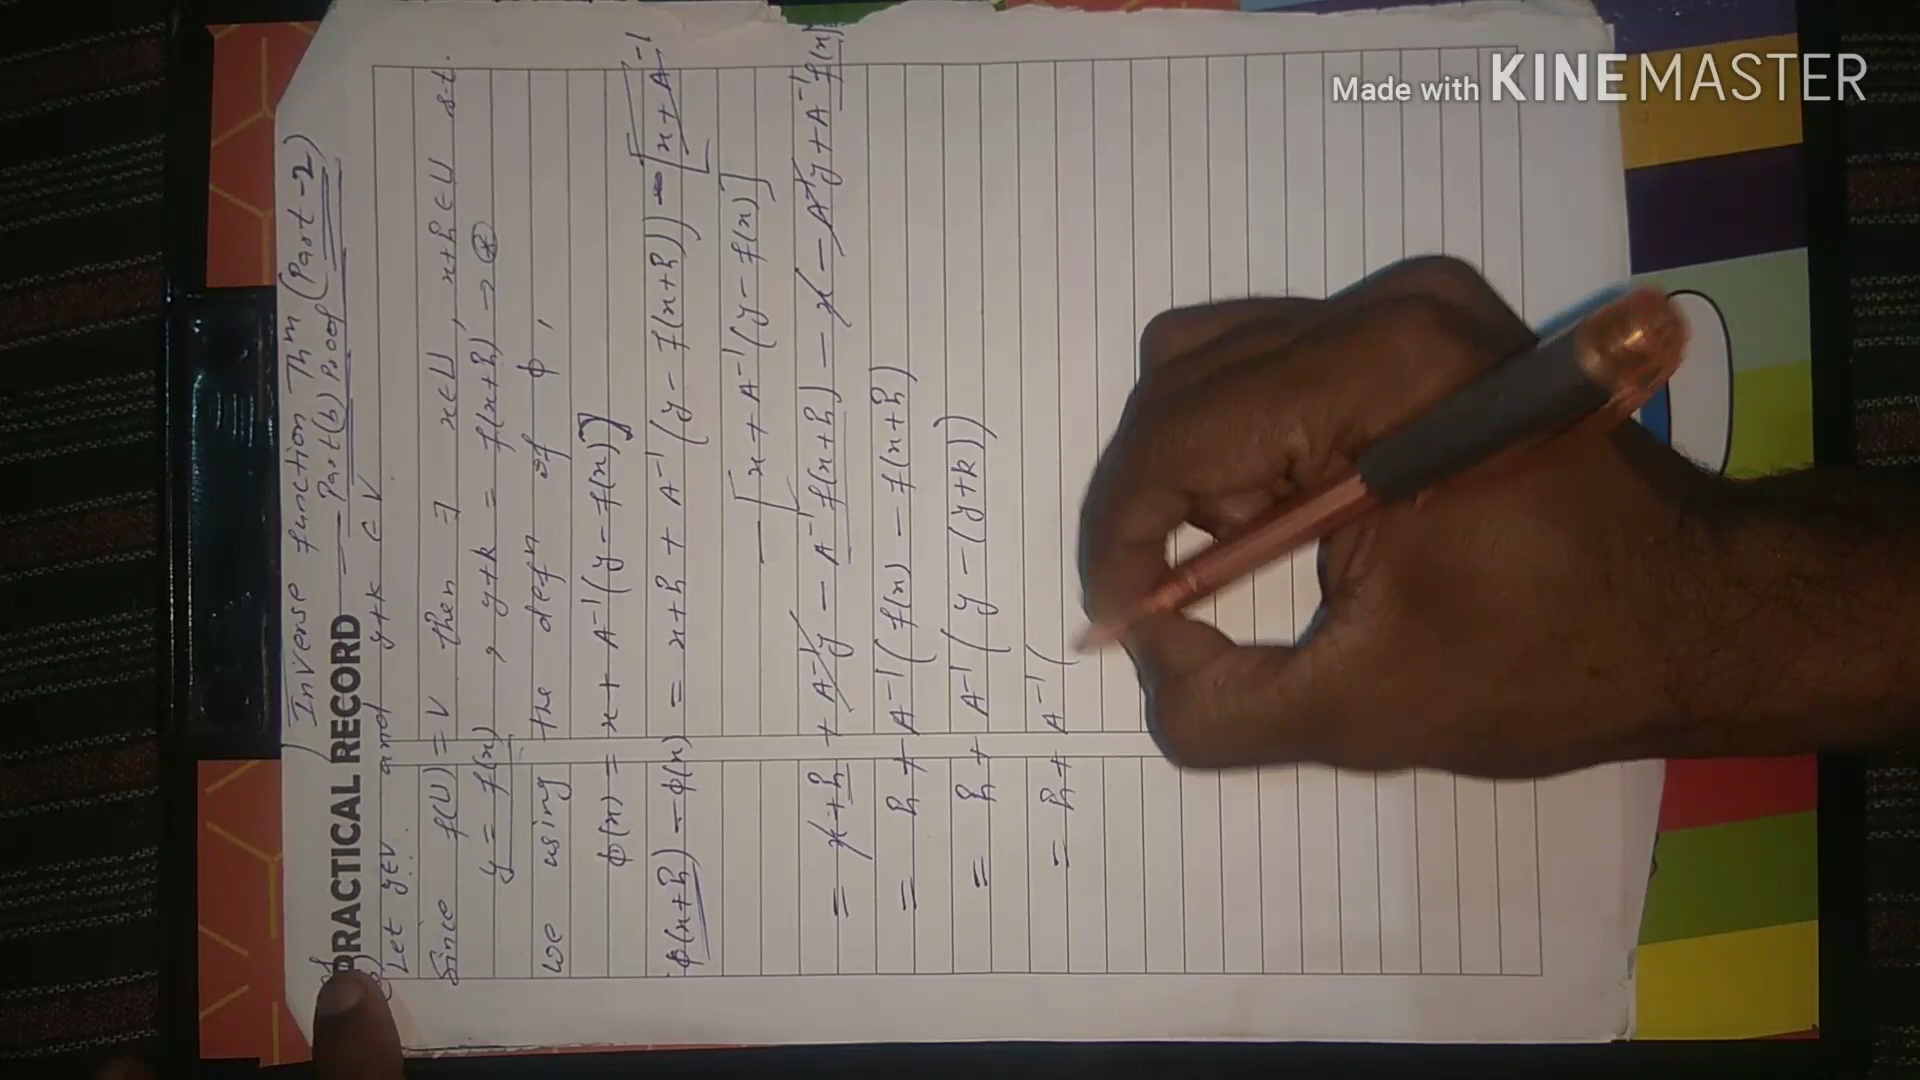 Inverse function Thm (Part-2)
PRACTICAL RECORD
Part (b) Proof
Let y∈V and y+k ∈ V
Since f(U) = V then ∃ x∈U, x+h ∈ U s.t.
y = f(x) , y+k = f(x+h) → ⊛
we using the defn of ϕ,
ϕ(x) = x + A⁻¹(y - f(x))
ϕ(x+h) - ϕ(x) = x+h + A⁻¹(y - f(x+h)) - [x + A⁻¹
- [x + A⁻¹(y - f(x)]
= x+h + A⁻¹y - A⁻¹f(x+h) - x - A⁻¹y + A⁻¹f(x)
= h + A⁻¹(f(x) - f(x+h))
= h + A⁻¹(y - (y+k))
= h + A⁻¹(
Made with KINEMASTER